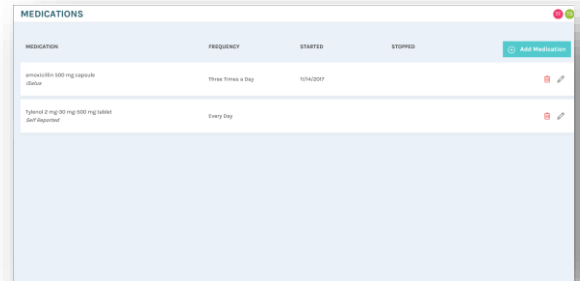 MEDICATIONS
MEDICATION FREQUENCY STARTED STOPPED Add Medication
amoxicillin 500 mg capsule Three Times a Day 11/14/2017
iSalus
Tylenol 2 mg-30 mg-500 mg tablet Every Day
Self Reported